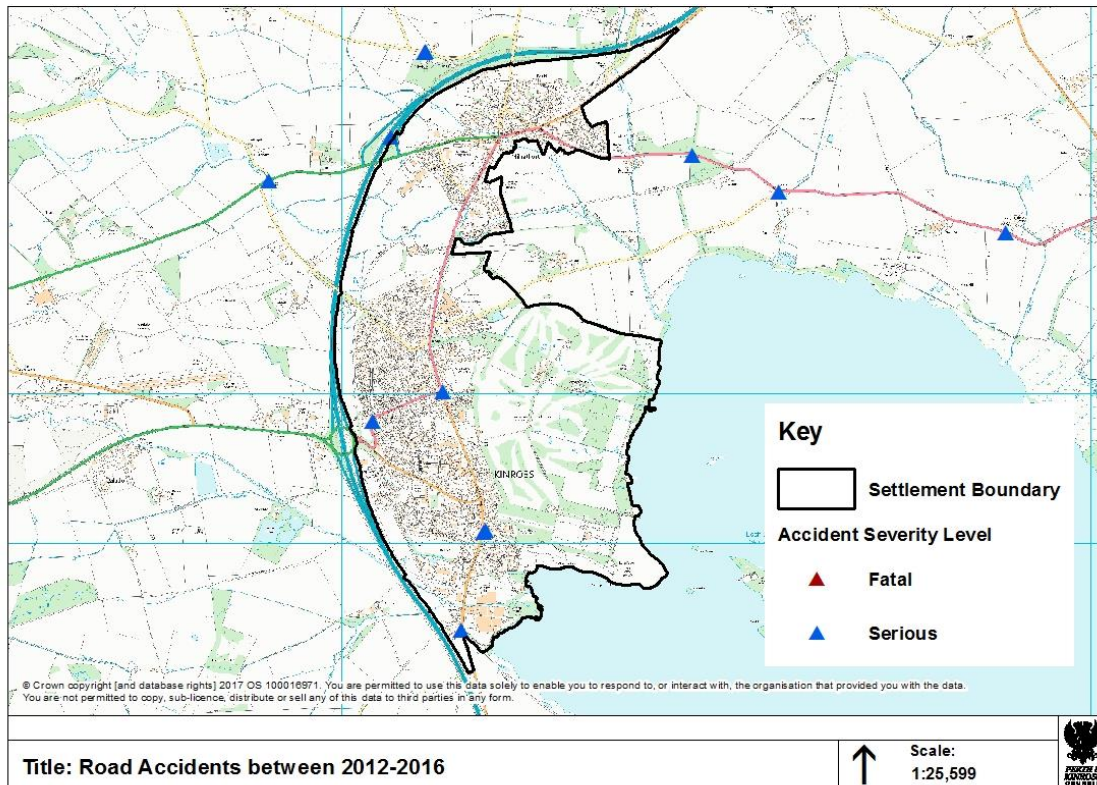 KINROSS
Key
Settlement Boundary
Accident Severity Level
Fatal
Serious
© Crown copyright [and database rights] 2017 OS 100016971. You are permitted to use this data solely to enable you to respond to, or interact with, the organisation that provided you with the data.
You are not permitted to copy, sub-licence, distribute or sell any of this data to third parties in any form.
Title: Road Accidents between 2012-2016
Scale:
1:25,599
PERTH &
KINROSS